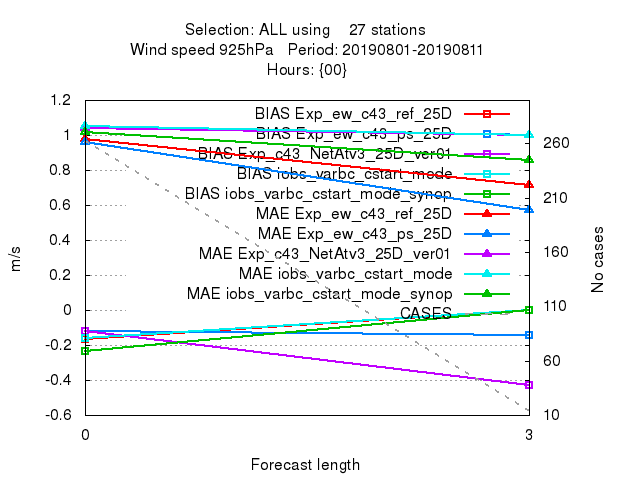 Selection: ALL using 27 stations
Wind speed 925hPa Period: 20190801-20190811
Hours: {00}
1.2
1
0.8
0.6
0.4
0.2
0
-0.2
-0.4
-0.6
m/s
BIAS Exp_ew_c43_ref_25D
BIAS Exp_ew_c43_ps_25D
BIAS Exp_c43_NetAtv3_25D_ver01
BIAS iobs_varbc_cstart_mode
BIAS iobs_varbc_cstart_mode_synop
MAE Exp_ew_c43_ref_25D
MAE Exp_ew_c43_ps_25D
MAE Exp_c43_NetAtv3_25D_ver01
MAE iobs_varbc_cstart_mode
MAE iobs_varbc_cstart_mode_synop
CASES
260
210
160
110
60
10
No cases
0 3
Forecast length